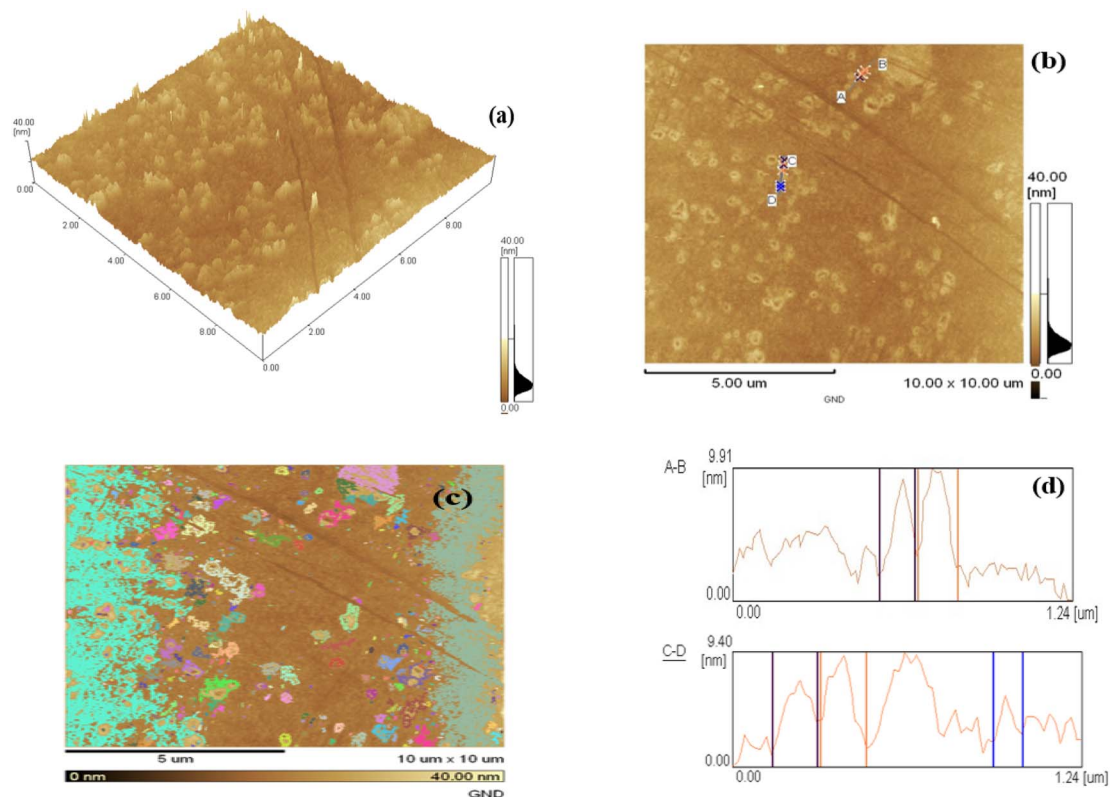 (a)
40.00
[nm]
0.00
2.00
4.00
6.00
8.00
0.00
2.00
4.00
6.00
8.00
40.00
[nm]
0.00
(b)
B
A
C
D
40.00
[nm]
0.00
5.00 um
10.00 x 10.00 um
GND
(c)
5 um
10 um x 10 um
0 nm
40.00 nm
GND
(d)
A-B
9.91
[nm]
0.00
0.00
1.24 [um]
C-D
9.40
[nm]
0.00
0.00
1.24 [um]